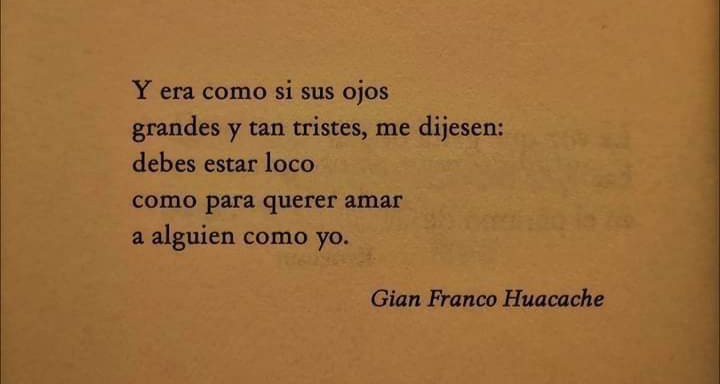 Y era como si sus ojos
grandes y tan tristes, me dijesen:
debes estar loco
como para querer amar
a alguien como yo.
Gian Franco Huacache